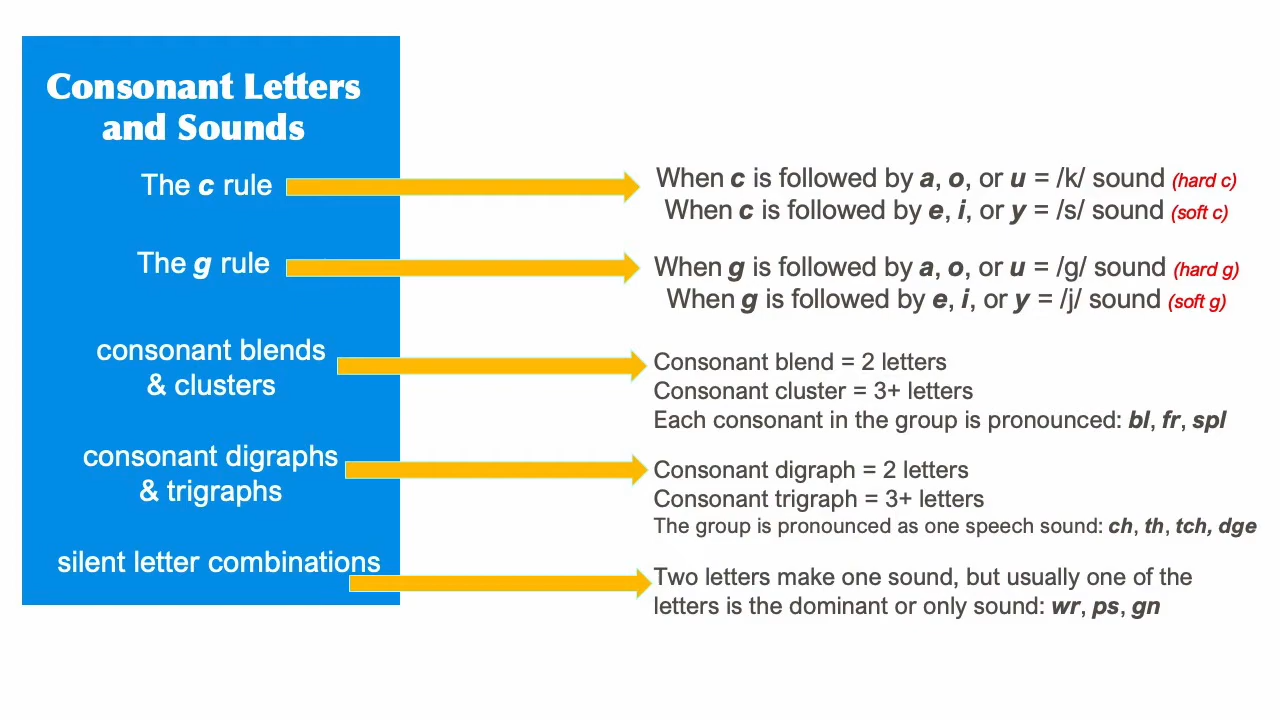 Consonant Letters
and Sounds
The c rule
When c is followed by a, o, or u = /k/ sound (hard c)
When c is followed by e, i, or y = /s/ sound (soft c)
The g rule
When g is followed by a, o, or u = /g/ sound (hard g)
When g is followed by e, i, or y = /j/ sound (soft g)
consonant blends
& clusters
Consonant blend = 2 letters
Consonant cluster = 3+ letters
Each consonant in the group is pronounced: bl, fr, spl
consonant digraphs
& trigraphs
Consonant digraph = 2 letters
Consonant trigraph = 3+ letters
The group is pronounced as one speech sound: ch, th, tch, dge
silent letter combinations
Two letters make one sound, but usually one of the
letters is the dominant or only sound: wr, ps, gn